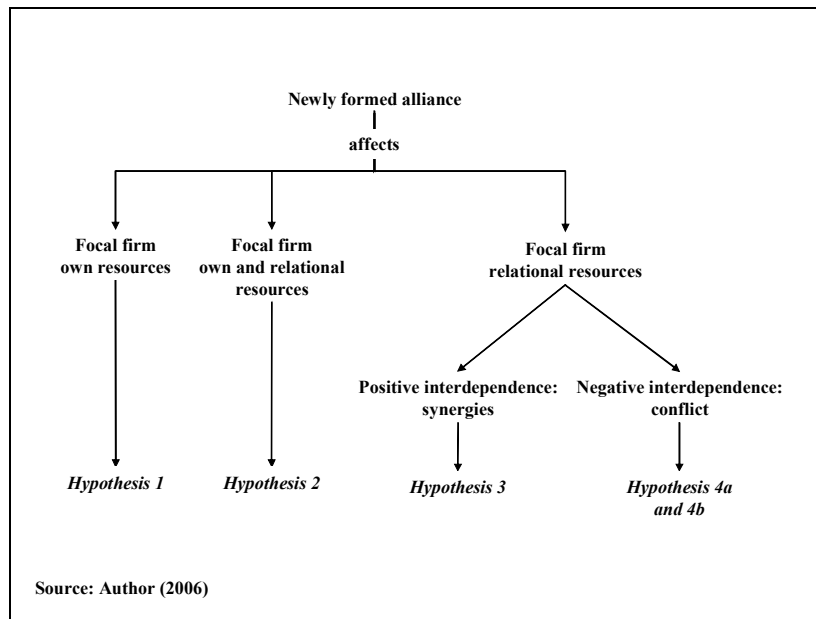 Newly formed alliance
affects
Focal firm
own resources
Focal firm
own and relational
resources
Focal firm
relational resources
Positive interdependence:
synergies
Negative interdependence:
conflict
Hypothesis 1
Hypothesis 2
Hypothesis 3
Hypothesis 4a
and 4b
Source: Author (2006)